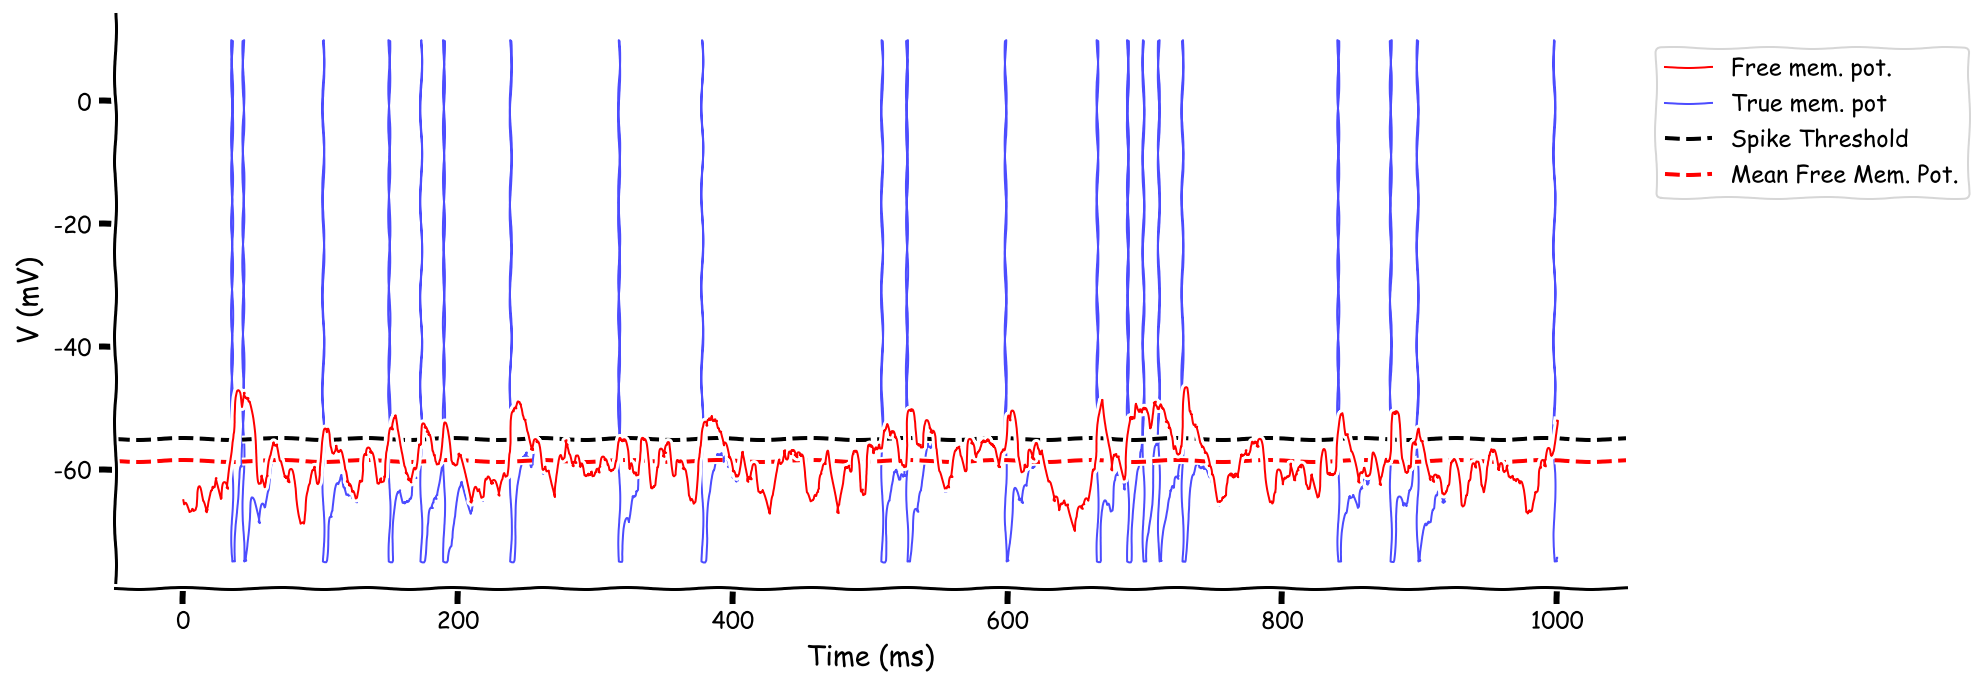 Free mem. pot.
True mem. pot
Spike Threshold
Mean Free Mem. Pot.
V (mV)
0
-20
-40
-60
0 200 400 600 800 1000
Time (ms)